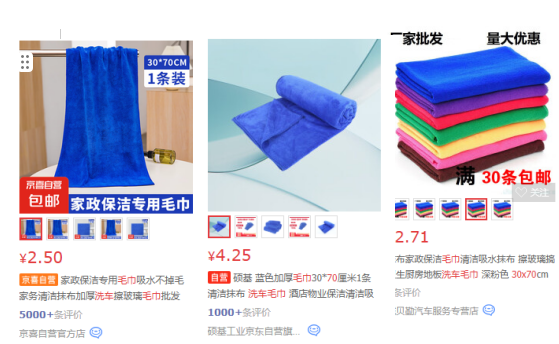 30*70CM
1条装
京喜自营
包邮
家政保洁专用毛巾
¥2.50
京喜自营 家政保洁专用毛巾吸水不掉毛
家务清洁抹布加厚洗车擦玻璃毛巾批发
5000+条评价
京喜自营官方店
¥4.25
自营 硕基 蓝色加厚毛巾30*70厘米1条
清洁抹布 洗车毛巾 酒店物业保洁清洁吸
1000+条评价
硕基工业京东自营旗...
厂家批发 量大优惠
满 30条包邮
关注
2.71
布家政保洁毛巾清洁吸水抹布 擦玻璃搞
生厨房地板洗车毛巾 深粉色 30x70cm
条评价
贝勤汽车服务专营店